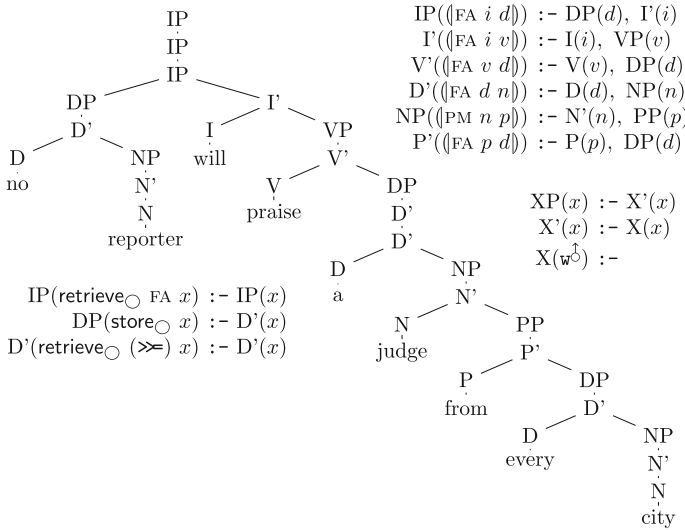 IP
IP
IP
DP I'
D' I VP
D NP will V'
no N' V DP
N praise D'
reporter D'
D NP
a N'
N PP
judge P'
P DP
from D'
D NP
every N'
N
city
IP(⦇FA i d⦈) :- DP(d), I'(i)
I'(⦇FA i v⦈) :- I(i), VP(v)
V'(⦇FA v d⦈) :- V(v), DP(d)
D'(⦇FA d n⦈) :- D(d), NP(n)
NP(⦇PM n p⦈) :- N'(n), PP(p)
P'(⦇FA p d⦈) :- P(p), DP(d)
XP(x) :- X'(x)
X'(x) :- X(x)
X(w⫯) :-
IP(retrieve◯ FA x) :- IP(x)
DP(store◯ x) :- D'(x)
D'(retrieve◯ (≫=) x) :- D'(x)